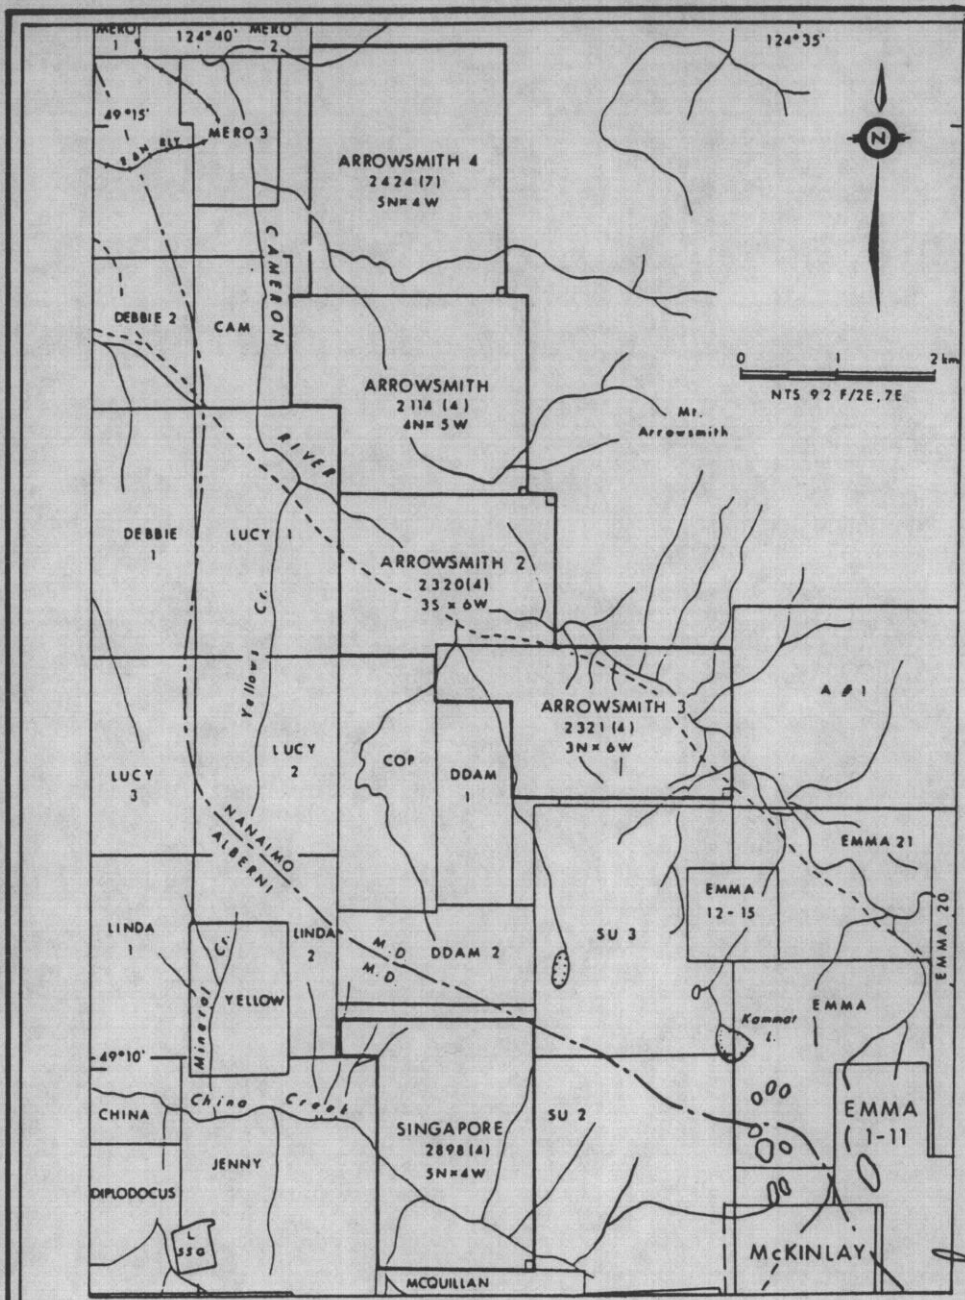 MERO 1
124°40'
MERO 2
124°35'
49°15'
E & N RLY
MERO 3
ARROWSMITH 4
2424(7)
5N×4W
N
CAMERON
DEBBIE 2
CAM
ARROWSMITH
2114 (4)
4N×5W
0 1 2 km
NTS 92 F/2E,7E
Mt.
Arrowsmith
RIVER
DEBBIE
1
LUCY 1
ARROWSMITH 2
2320(4)
3S × 6W
Yellows Cr.
A # 1
ARROWSMITH 3
2321 (4)
3N× 6W
LUCY
3
LUCY
2
COP
DDAM
1
NANAIMO
ALBERNI
EMMA 21
EMMA
12-15
EMMA 20
LINDA
1
Cr.
LINDA
2
M.D
M.D.
DDAM 2
SU 3
YELLOW
EMMA
Mineral
Kammat
L.
49°10'
CHINA
China Creek
SINGAPORE
2898(4)
5N×4W
SU 2
EMMA
1-11
JENNY
DIPLODOCUS
L
55G
McKINLAY
MCQUILLAN